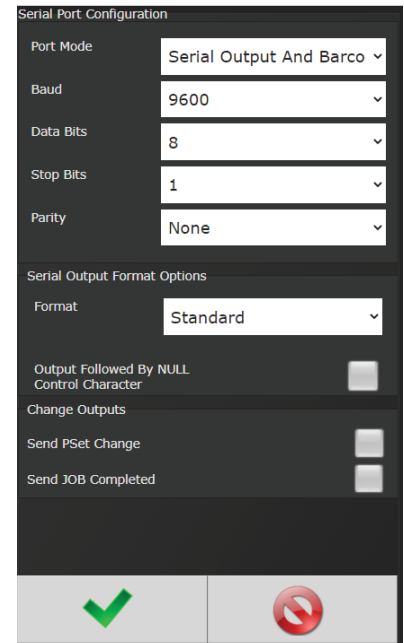 Serial Port Configuration
Port Mode
Serial Output And Barco
Baud
9600
Data Bits
8
Stop Bits
1
Parity
None
Serial Output Format Options
Format
Standard
Output Followed By NULL
Control Character
Change Outputs
Send PSet Change
Send JOB Completed